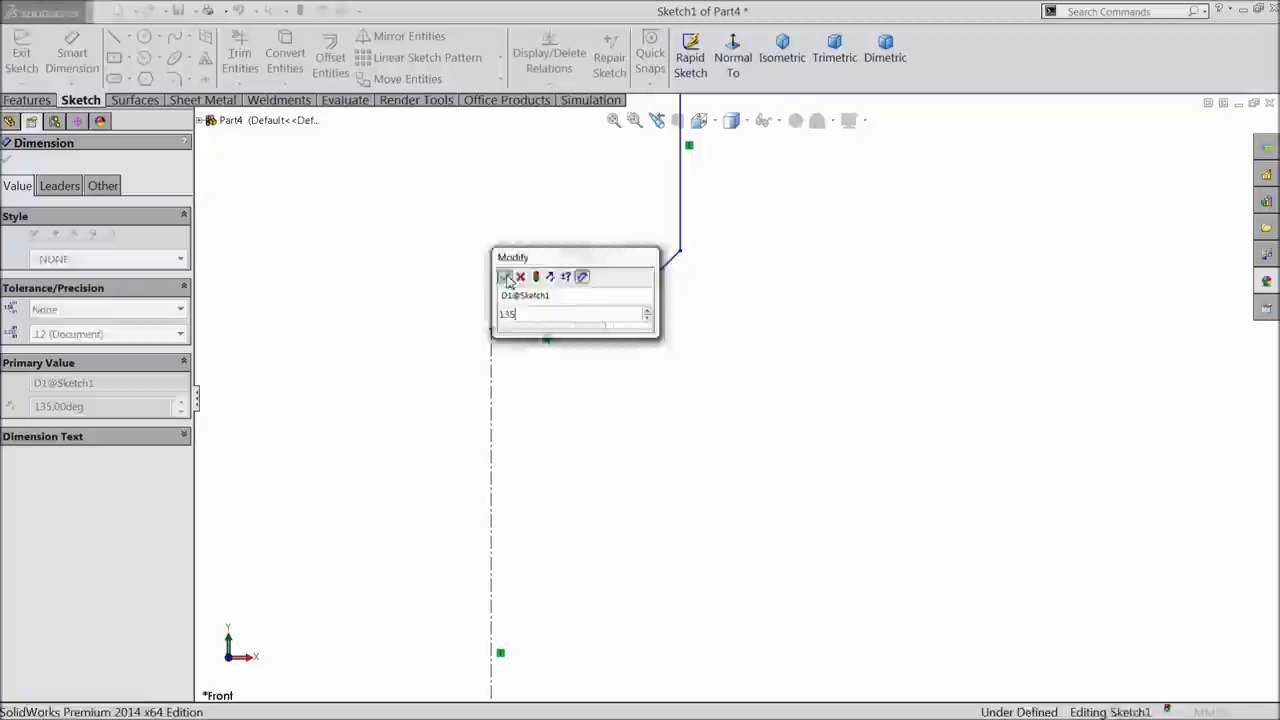 SOLIDWORKS
Sketch1 of Part4 *
Search Commands
Exit Sketch
Smart Dimension
Trim Entities
Convert Entities
Offset Entities
Mirror Entities
Linear Sketch Pattern
Move Entities
Display/Delete Relations
Repair Sketch
Quick Snaps
Rapid Sketch
Normal To
Isometric
Trimetric
Dimetric
Features Sketch Surfaces Sheet Metal Weldments Evaluate Render Tools Office Products Simulation
Part4 (Default<<Def...
Dimension
?
Value Leaders Other
Style
NONE
Tolerance/Precision
None
.12 (Document)
Primary Value
D1@Sketch1
135.00deg
Dimension Text
Modify
D1@Sketch1
135
Y
X
*Front
SolidWorks Premium 2014 x64 Edition
Under Defined Editing Sketch1 MMGS